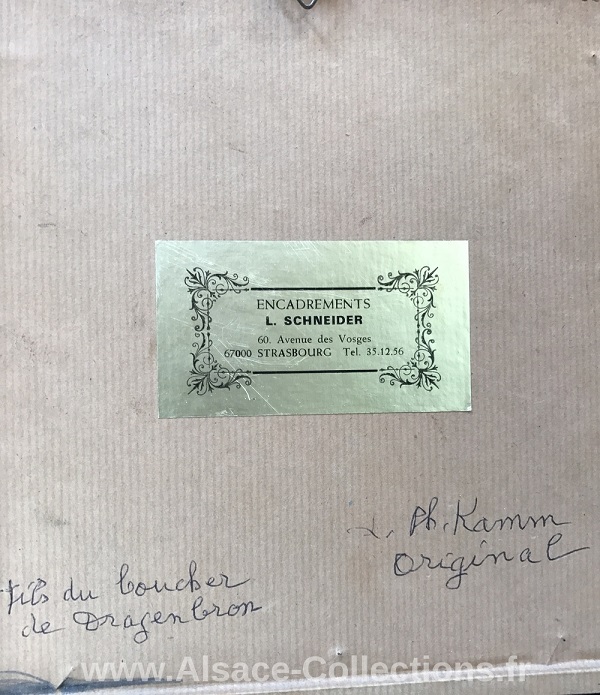 ENCADREMENTS
L. SCHNEIDER
60. Avenue des Vosges
67000 STRASBOURG Tel. 35.12.56
L. Ph. Kamm
Original
fils du boucher
de Dragenbron
www.Alsace-Collections.fr